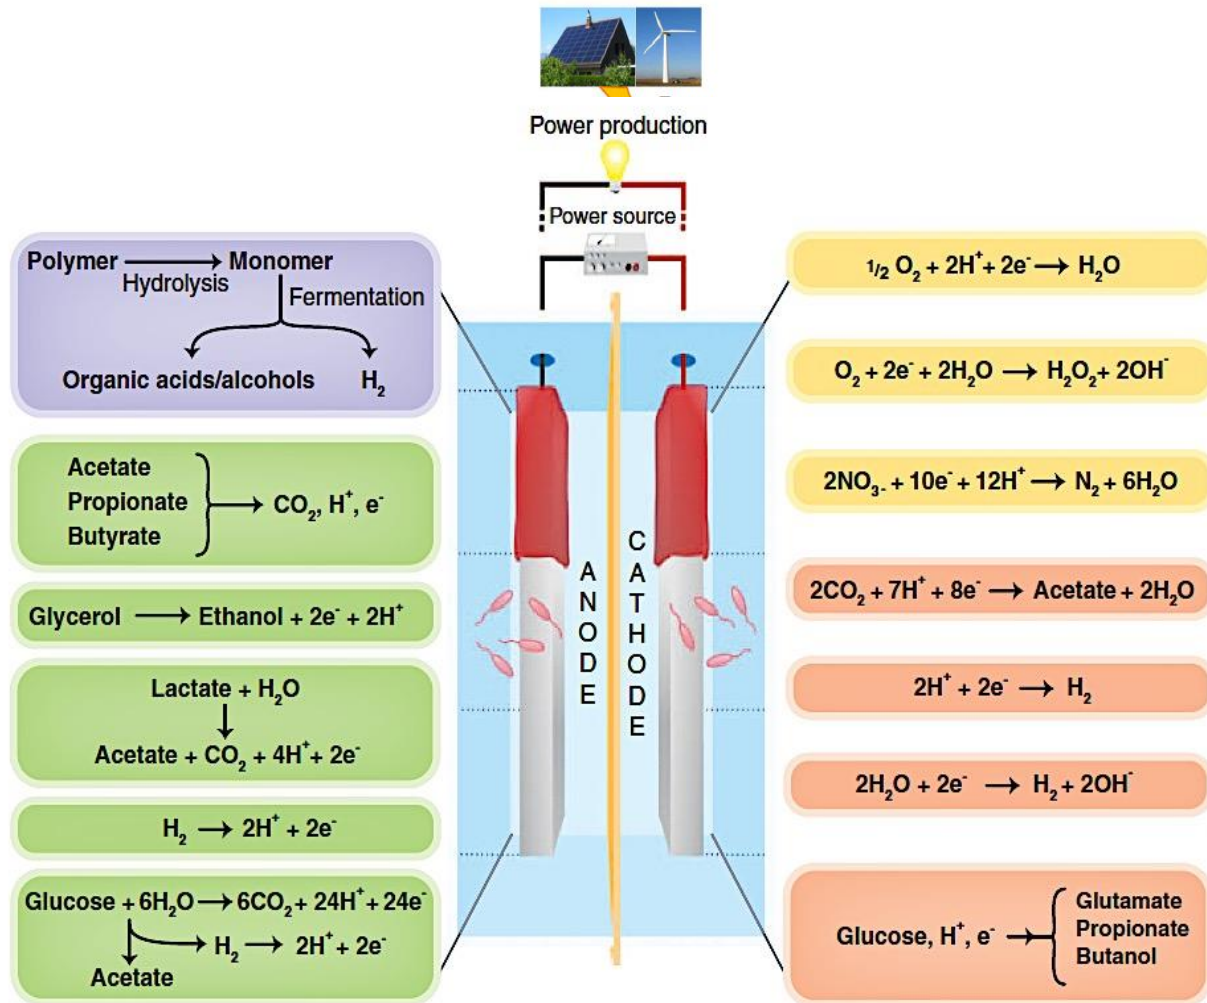 Power production
Power source
Polymer → Monomer
Hydrolysis
Fermentation
Organic acids/alcohols H₂
Acetate
Propionate
Butyrate
→ CO₂, H⁺, e⁻
Glycerol → Ethanol + 2e⁻ + 2H⁺
Lactate + H₂O
↓
Acetate + CO₂ + 4H⁺ + 2e⁻
H₂ → 2H⁺ + 2e⁻
Glucose + 6H₂O → 6CO₂ + 24H⁺ + 24e⁻
H₂ → 2H⁺ + 2e⁻
Acetate
ANODE
CATHODE
1/2 O₂ + 2H⁺ + 2e⁻ → H₂O
O₂ + 2e⁻ + 2H₂O → H₂O₂ + 2OH⁻
2NO₃₋ + 10e⁻ + 12H⁺ → N₂ + 6H₂O
2CO₂ + 7H⁺ + 8e⁻ → Acetate + 2H₂O
2H⁺ + 2e⁻ → H₂
2H₂O + 2e⁻ → H₂ + 2OH⁻
Glucose, H⁺, e⁻ →
Glutamate
Propionate
Butanol